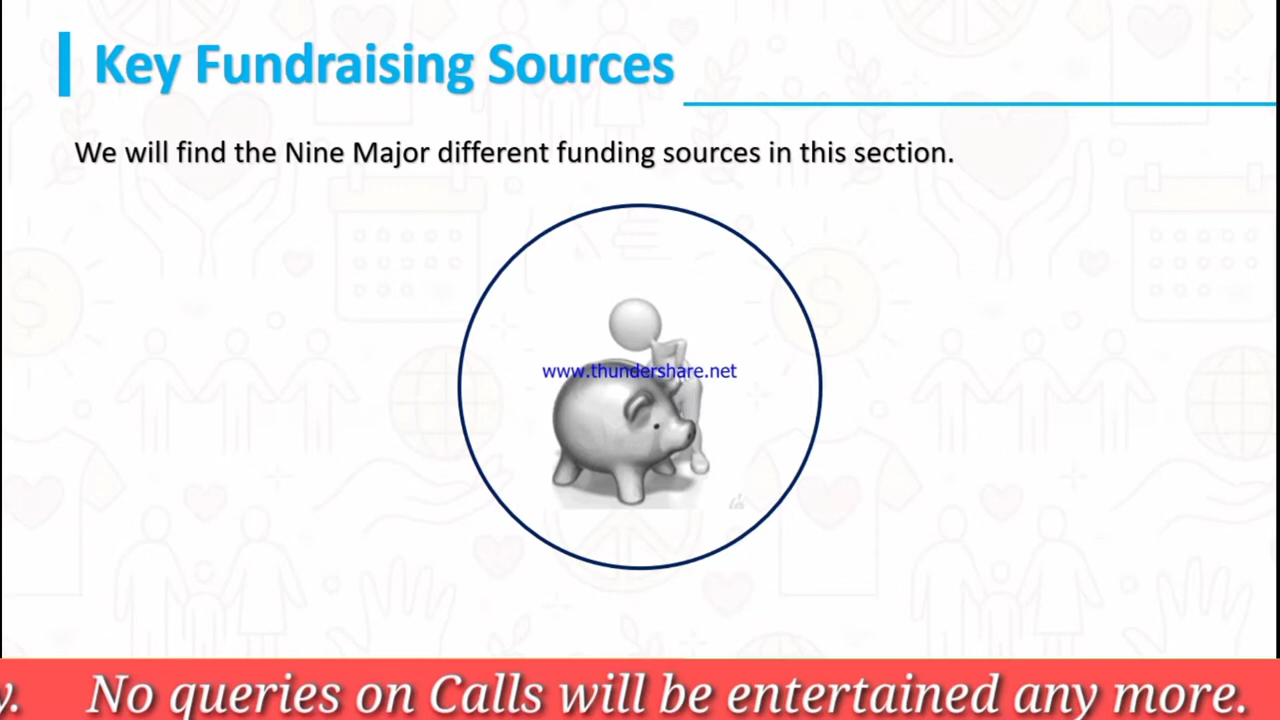 Key Fundraising Sources
We will find the Nine Major different funding sources in this section.
www.thundershare.net
y. No queries on Calls will be entertained any more.